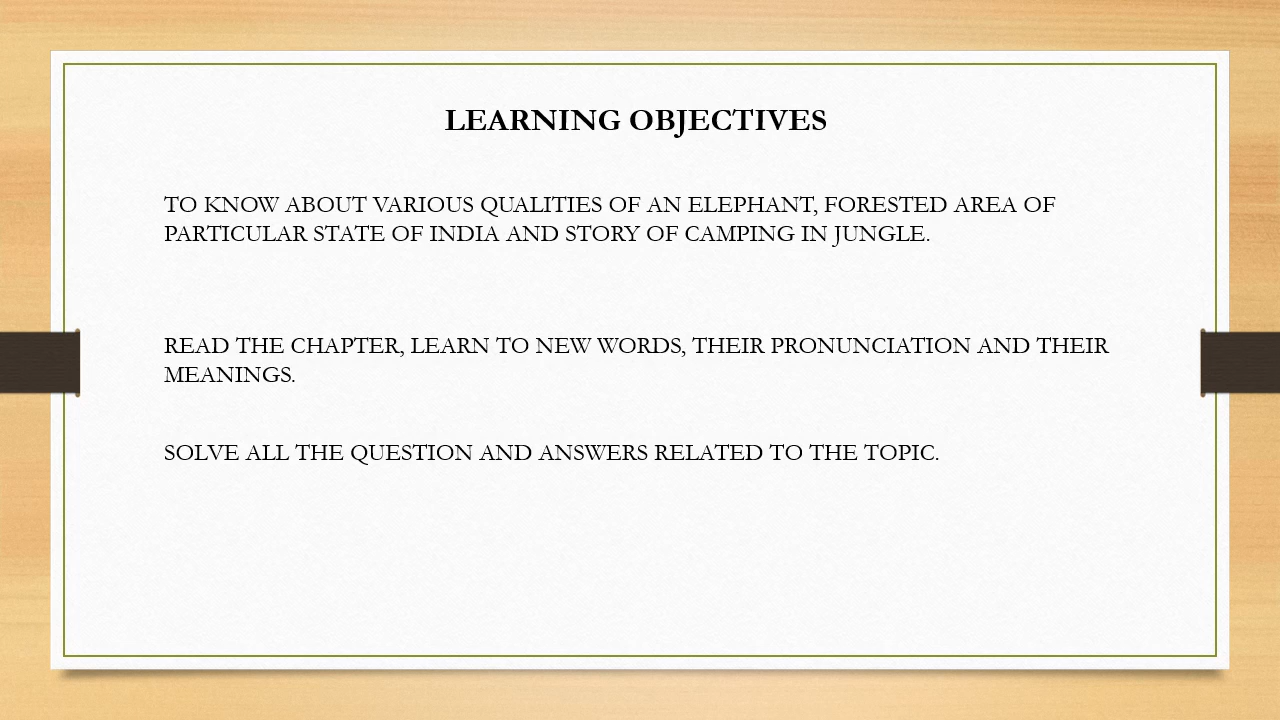 LEARNING OBJECTIVES
TO KNOW ABOUT VARIOUS QUALITIES OF AN ELEPHANT, FORESTED AREA OF
PARTICULAR STATE OF INDIA AND STORY OF CAMPING IN JUNGLE.
READ THE CHAPTER, LEARN TO NEW WORDS, THEIR PRONUNCIATION AND THEIR
MEANINGS.
SOLVE ALL THE QUESTION AND ANSWERS RELATED TO THE TOPIC.